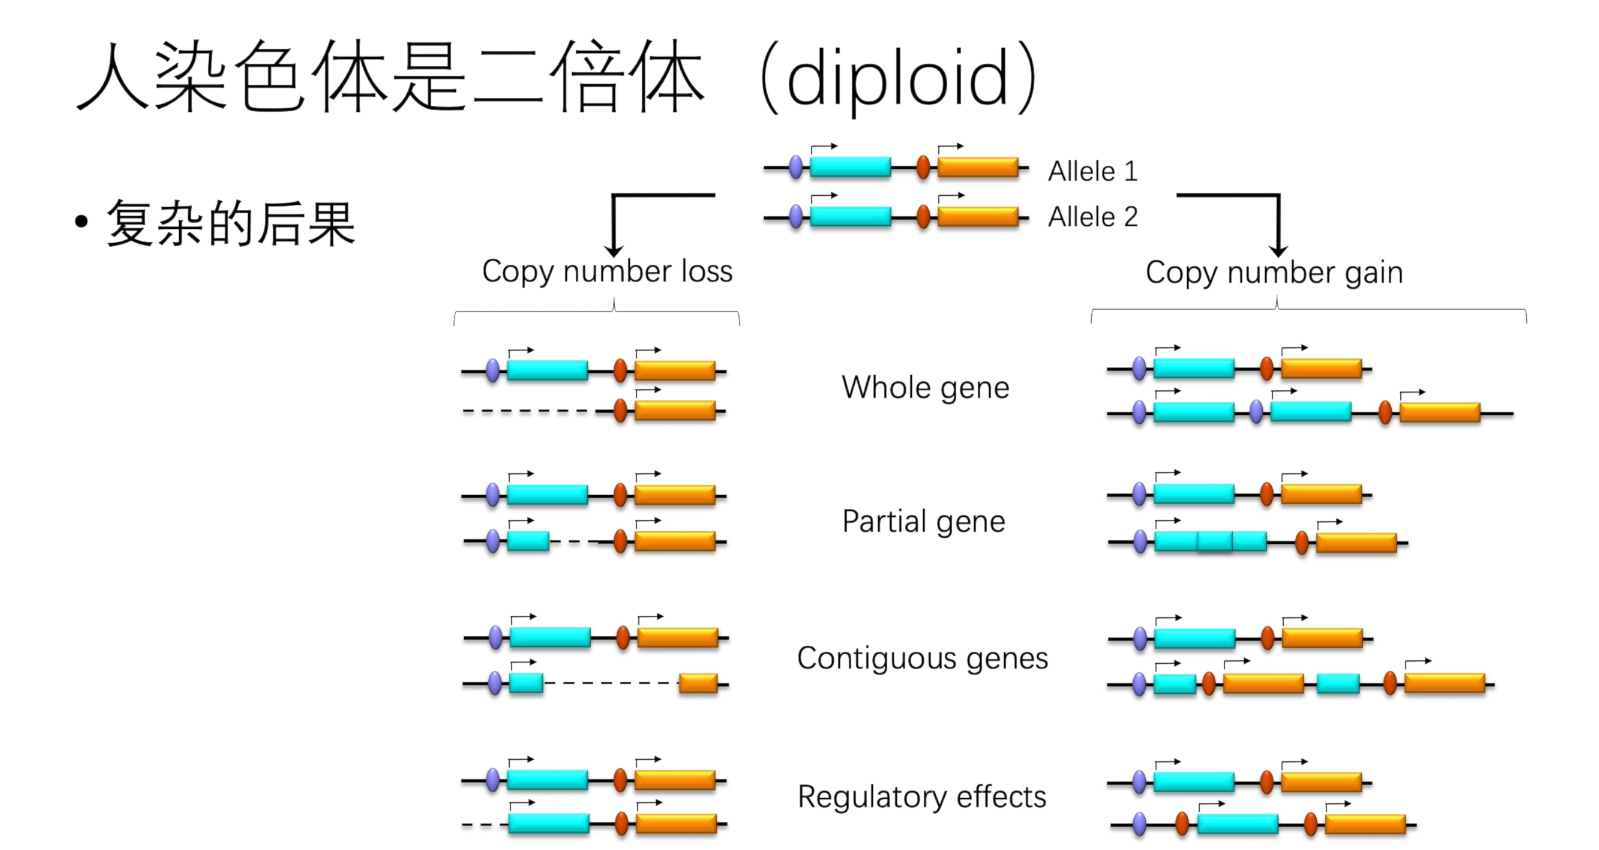 人染色体是二倍体（diploid）
• 复杂的后果
Allele 1
Allele 2
Copy number loss
Copy number gain
Whole gene
Partial gene
Contiguous genes
Regulatory effects